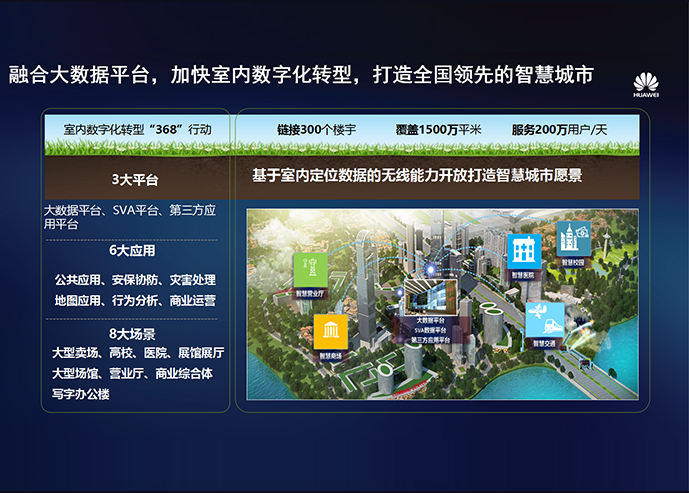 融合大数据平台，加快室内数字化转型，打造全国领先的智慧城市
HUAWEI
室内数字化转型“368”行动
链接300个楼宇
覆盖1500万平米
服务200万用户/天
3大平台
基于室内定位数据的无线能力开放打造智慧城市愿景
大数据平台、SVA平台、第三方应
用平台
6大应用
公共应用、安保协防、灾害处理
地图应用、行为分析、商业运营
8大场景
大型卖场、高校、医院、展馆展厅
大型场馆、营业厅、商业综合体
写字办公楼
智慧营业厅
智慧商场
大数据平台
SVA数据平台
第三方应用平台
智慧医院
智慧校园
智慧交通